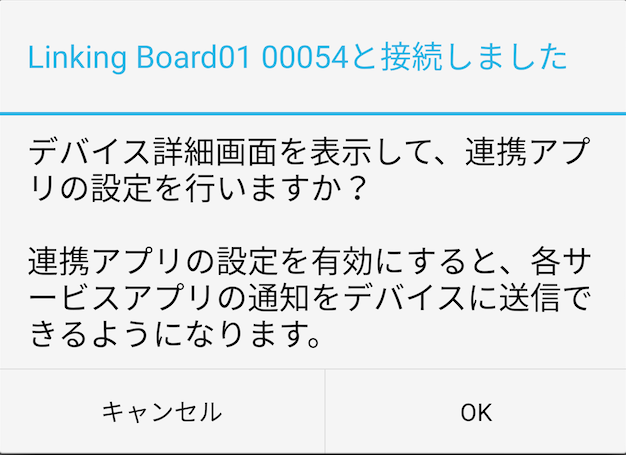 Linking Board01 00054と接続しました
デバイス詳細画面を表示して、連携アプ
リの設定を行いますか？
連携アプリの設定を有効にすると、各サ
ービスアプリの通知をデバイスに送信で
きるようになります。
キャンセル
OK